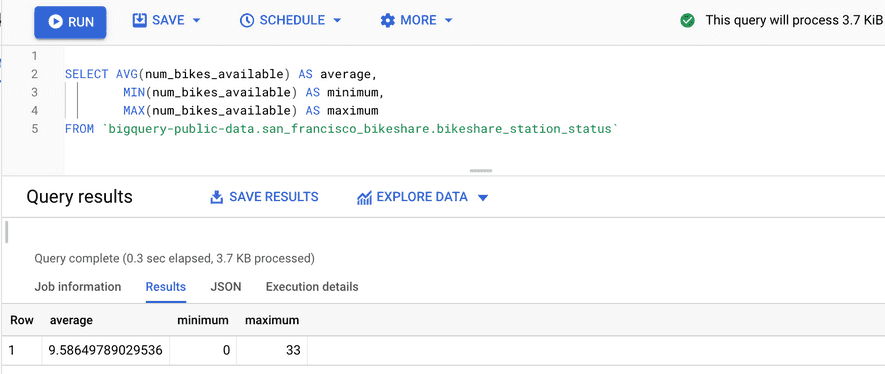 RUN SAVE SCHEDULE MORE This query will process 3.7 KiB
1
2 SELECT AVG(num_bikes_available) AS average,
3 MIN(num_bikes_available) AS minimum,
4 MAX(num_bikes_available) AS maximum
5 FROM `bigquery-public-data.san_francisco_bikeshare.bikeshare_station_status`
Query results SAVE RESULTS EXPLORE DATA
Query complete (0.3 sec elapsed, 3.7 KB processed)
Job information Results JSON Execution details
Row average minimum maximum
1 9.58649789029536 0 33